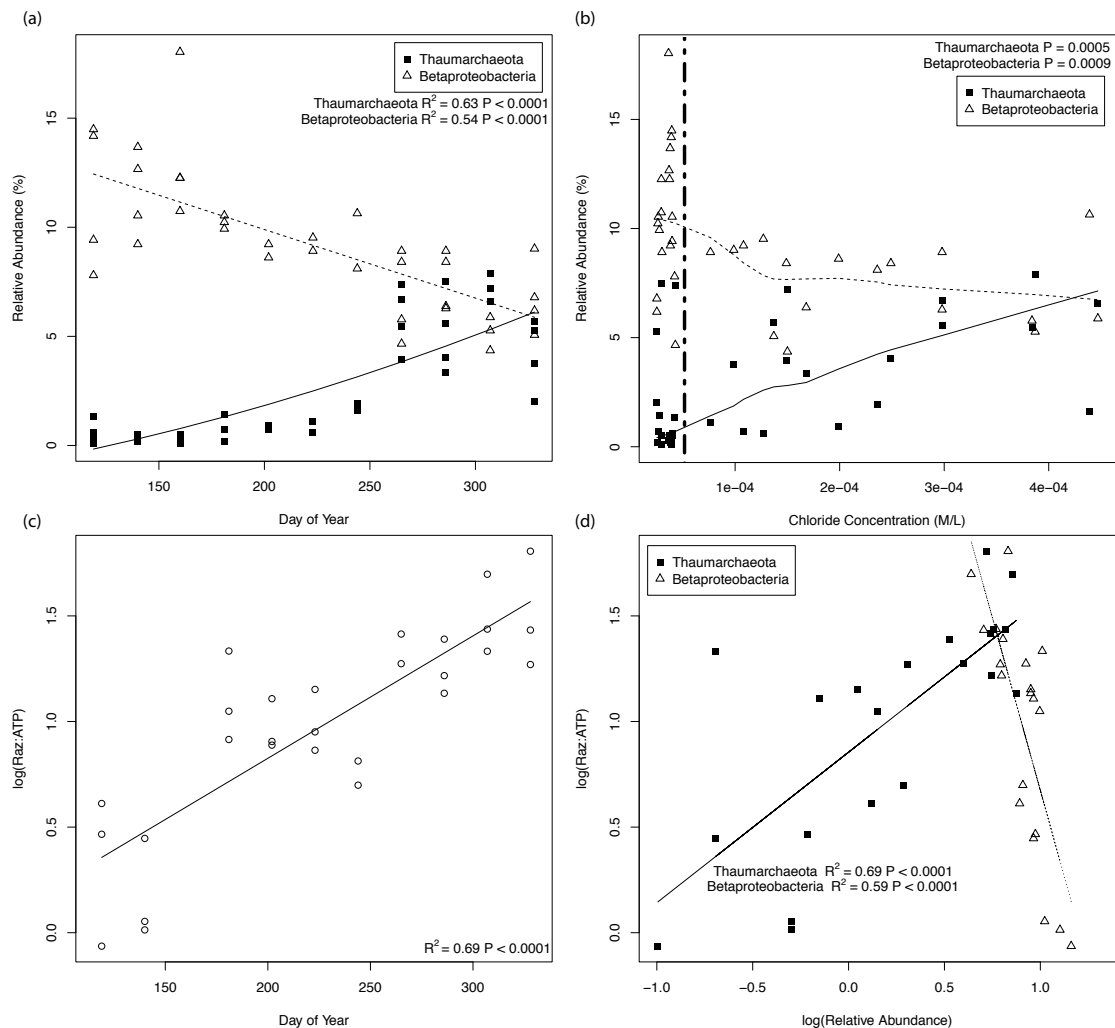 (a)
Thaumarchaeota
Betaproteobacteria
Thaumarchaeota R² = 0.63 P < 0.0001
Betaproteobacteria R² = 0.54 P < 0.0001
Relative Abundance (%)
15
10
5
0
150
200
250
300
Day of Year
(b)
Thaumarchaeota P = 0.0005
Betaproteobacteria P = 0.0009
Thaumarchaeota
Betaproteobacteria
Relative Abundance (%)
15
10
5
0
1e−04
2e−04
3e−04
4e−04
Chloride Concentration (M/L)
(c)
log(Raz:ATP)
1.5
1.0
0.5
0.0
R² = 0.69 P < 0.0001
150
200
250
300
Day of Year
(d)
Thaumarchaeota
Betaproteobacteria
log(Raz:ATP)
1.5
1.0
0.5
0.0
Thaumarchaeota R² = 0.69 P < 0.0001
Betaproteobacteria R² = 0.59 P < 0.0001
−1.0
−0.5
0.0
0.5
1.0
log(Relative Abundance)